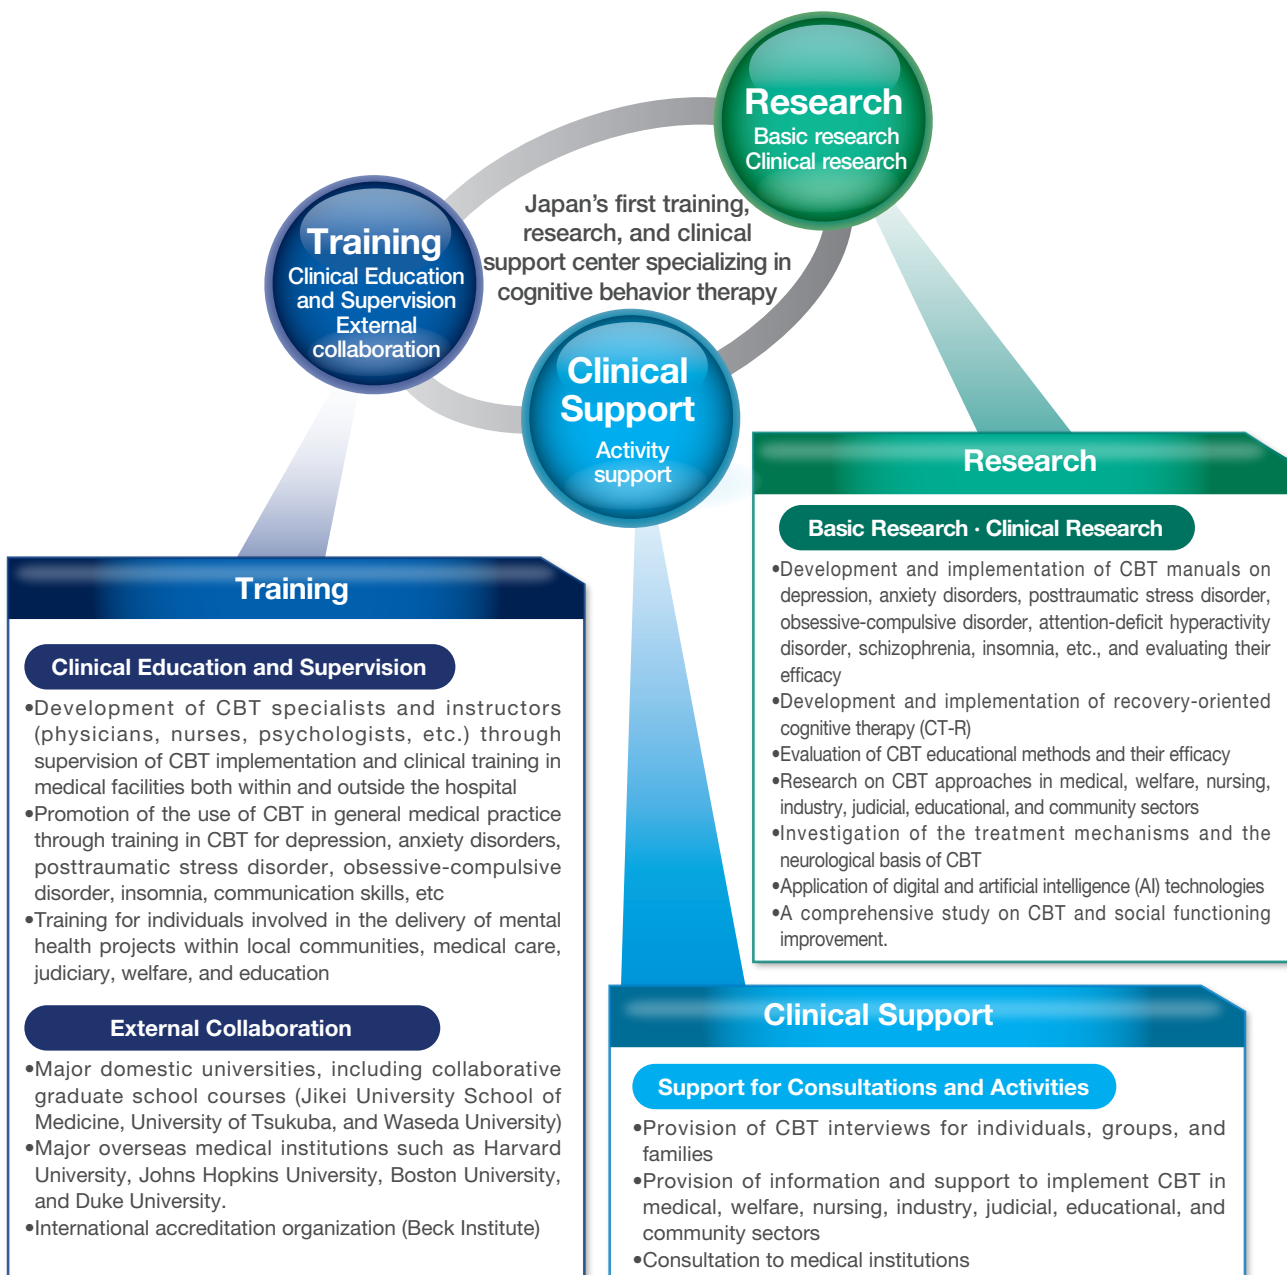 Research
Basic research
Clinical research
Japan’s first training,
research, and clinical
support center specializing in
cognitive behavior therapy
Training
Clinical Education
and Supervision
External
collaboration
Clinical
Support
Activity
support
Training
Clinical Education and Supervision
•Development of CBT specialists and instructors
(physicians, nurses, psychologists, etc.) through
supervision of CBT implementation and clinical training in
medical facilities both within and outside the hospital
•Promotion of the use of CBT in general medical practice
through training in CBT for depression, anxiety disorders,
posttraumatic stress disorder, obsessive-compulsive
disorder, insomnia, communication skills, etc
•Training for individuals involved in the delivery of mental
health projects within local communities, medical care,
judiciary, welfare, and education
External Collaboration
•Major domestic universities, including collaborative
graduate school courses (Jikei University School of
Medicine, University of Tsukuba, and Waseda University)
•Major overseas medical institutions such as Harvard
University, Johns Hopkins University, Boston University,
and Duke University.
•International accreditation organization (Beck Institute)
Research
Basic Research · Clinical Research
•Development and implementation of CBT manuals on
depression, anxiety disorders, posttraumatic stress disorder,
obsessive-compulsive disorder, attention-deficit hyperactivity
disorder, schizophrenia, insomnia, etc., and evaluating their
efficacy
•Development and implementation of recovery-oriented
cognitive therapy (CT-R)
•Evaluation of CBT educational methods and their efficacy
•Research on CBT approaches in medical, welfare, nursing,
industry, judicial, educational, and community sectors
•Investigation of the treatment mechanisms and the
neurological basis of CBT
•Application of digital and artificial intelligence (AI) technologies
•A comprehensive study on CBT and social functioning
improvement.
Clinical Support
Support for Consultations and Activities
•Provision of CBT interviews for individuals, groups, and
families
•Provision of information and support to implement CBT in
medical, welfare, nursing, industry, judicial, educational, and
community sectors
•Consultation to medical institutions